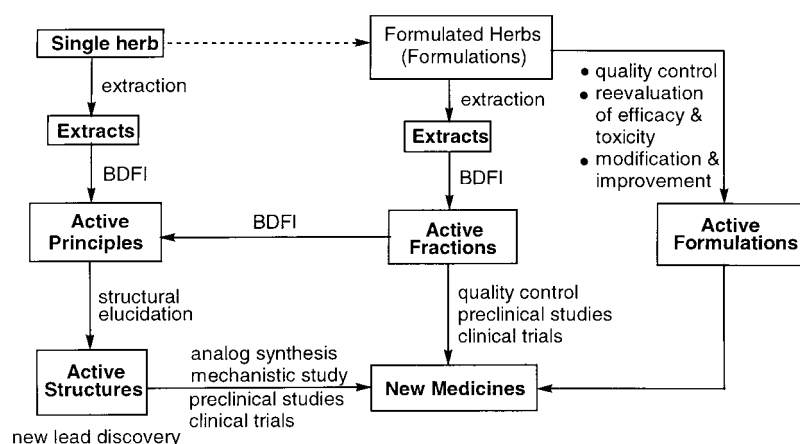 Single herb
Formulated Herbs
(Formulations)
extraction
extraction
• quality control
• reevaluation
of efficacy &
toxicity
• modification &
improvement
Extracts
Extracts
BDFI
BDFI
Active
Principles
BDFI
Active
Fractions
Active
Formulations
structural
elucidation
quality control
preclinical studies
clinical trials
Active
Structures
analog synthesis
mechanistic study
preclinical studies
clinical trials
New Medicines
new lead discovery